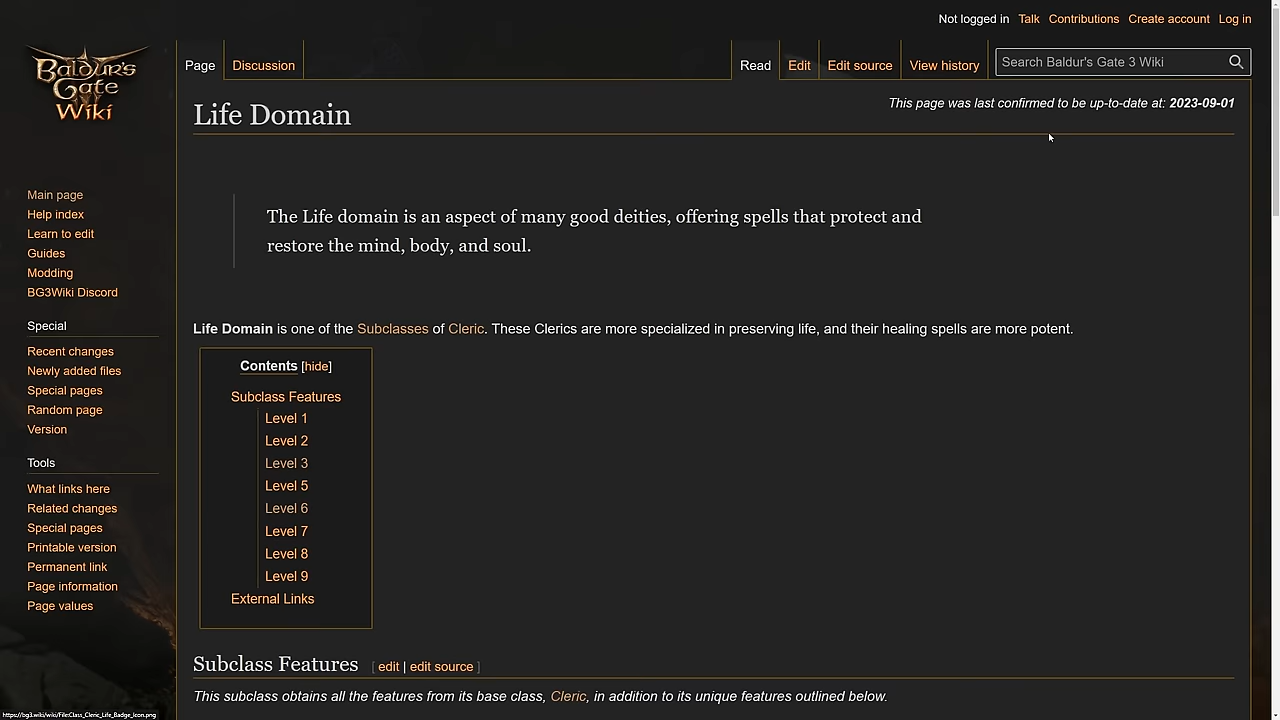 Not logged in Talk Contributions Create account Log in
Baldur's
Gate
Wiki
Page Discussion Read Edit Edit source View history Search Baldur's Gate 3 Wiki
This page was last confirmed to be up-to-date at: 2023-09-01
Life Domain
The Life domain is an aspect of many good deities, offering spells that protect and
restore the mind, body, and soul.
Life Domain is one of the Subclasses of Cleric. These Clerics are more specialized in preserving life, and their healing spells are more potent.
Contents [hide]
Subclass Features
Level 1
Level 2
Level 3
Level 5
Level 6
Level 7
Level 8
Level 9
External Links
Subclass Features [ edit | edit source ]
This subclass obtains all the features from its base class, Cleric, in addition to its unique features outlined below.
Main page
Help index
Learn to edit
Guides
Modding
BG3Wiki Discord
Special
Recent changes
Newly added files
Special pages
Random page
Version
Tools
What links here
Related changes
Special pages
Printable version
Permanent link
Page information
Page values
https://bg3.wiki/wiki/File:Class_Cleric_Life_Badge_Icon.png